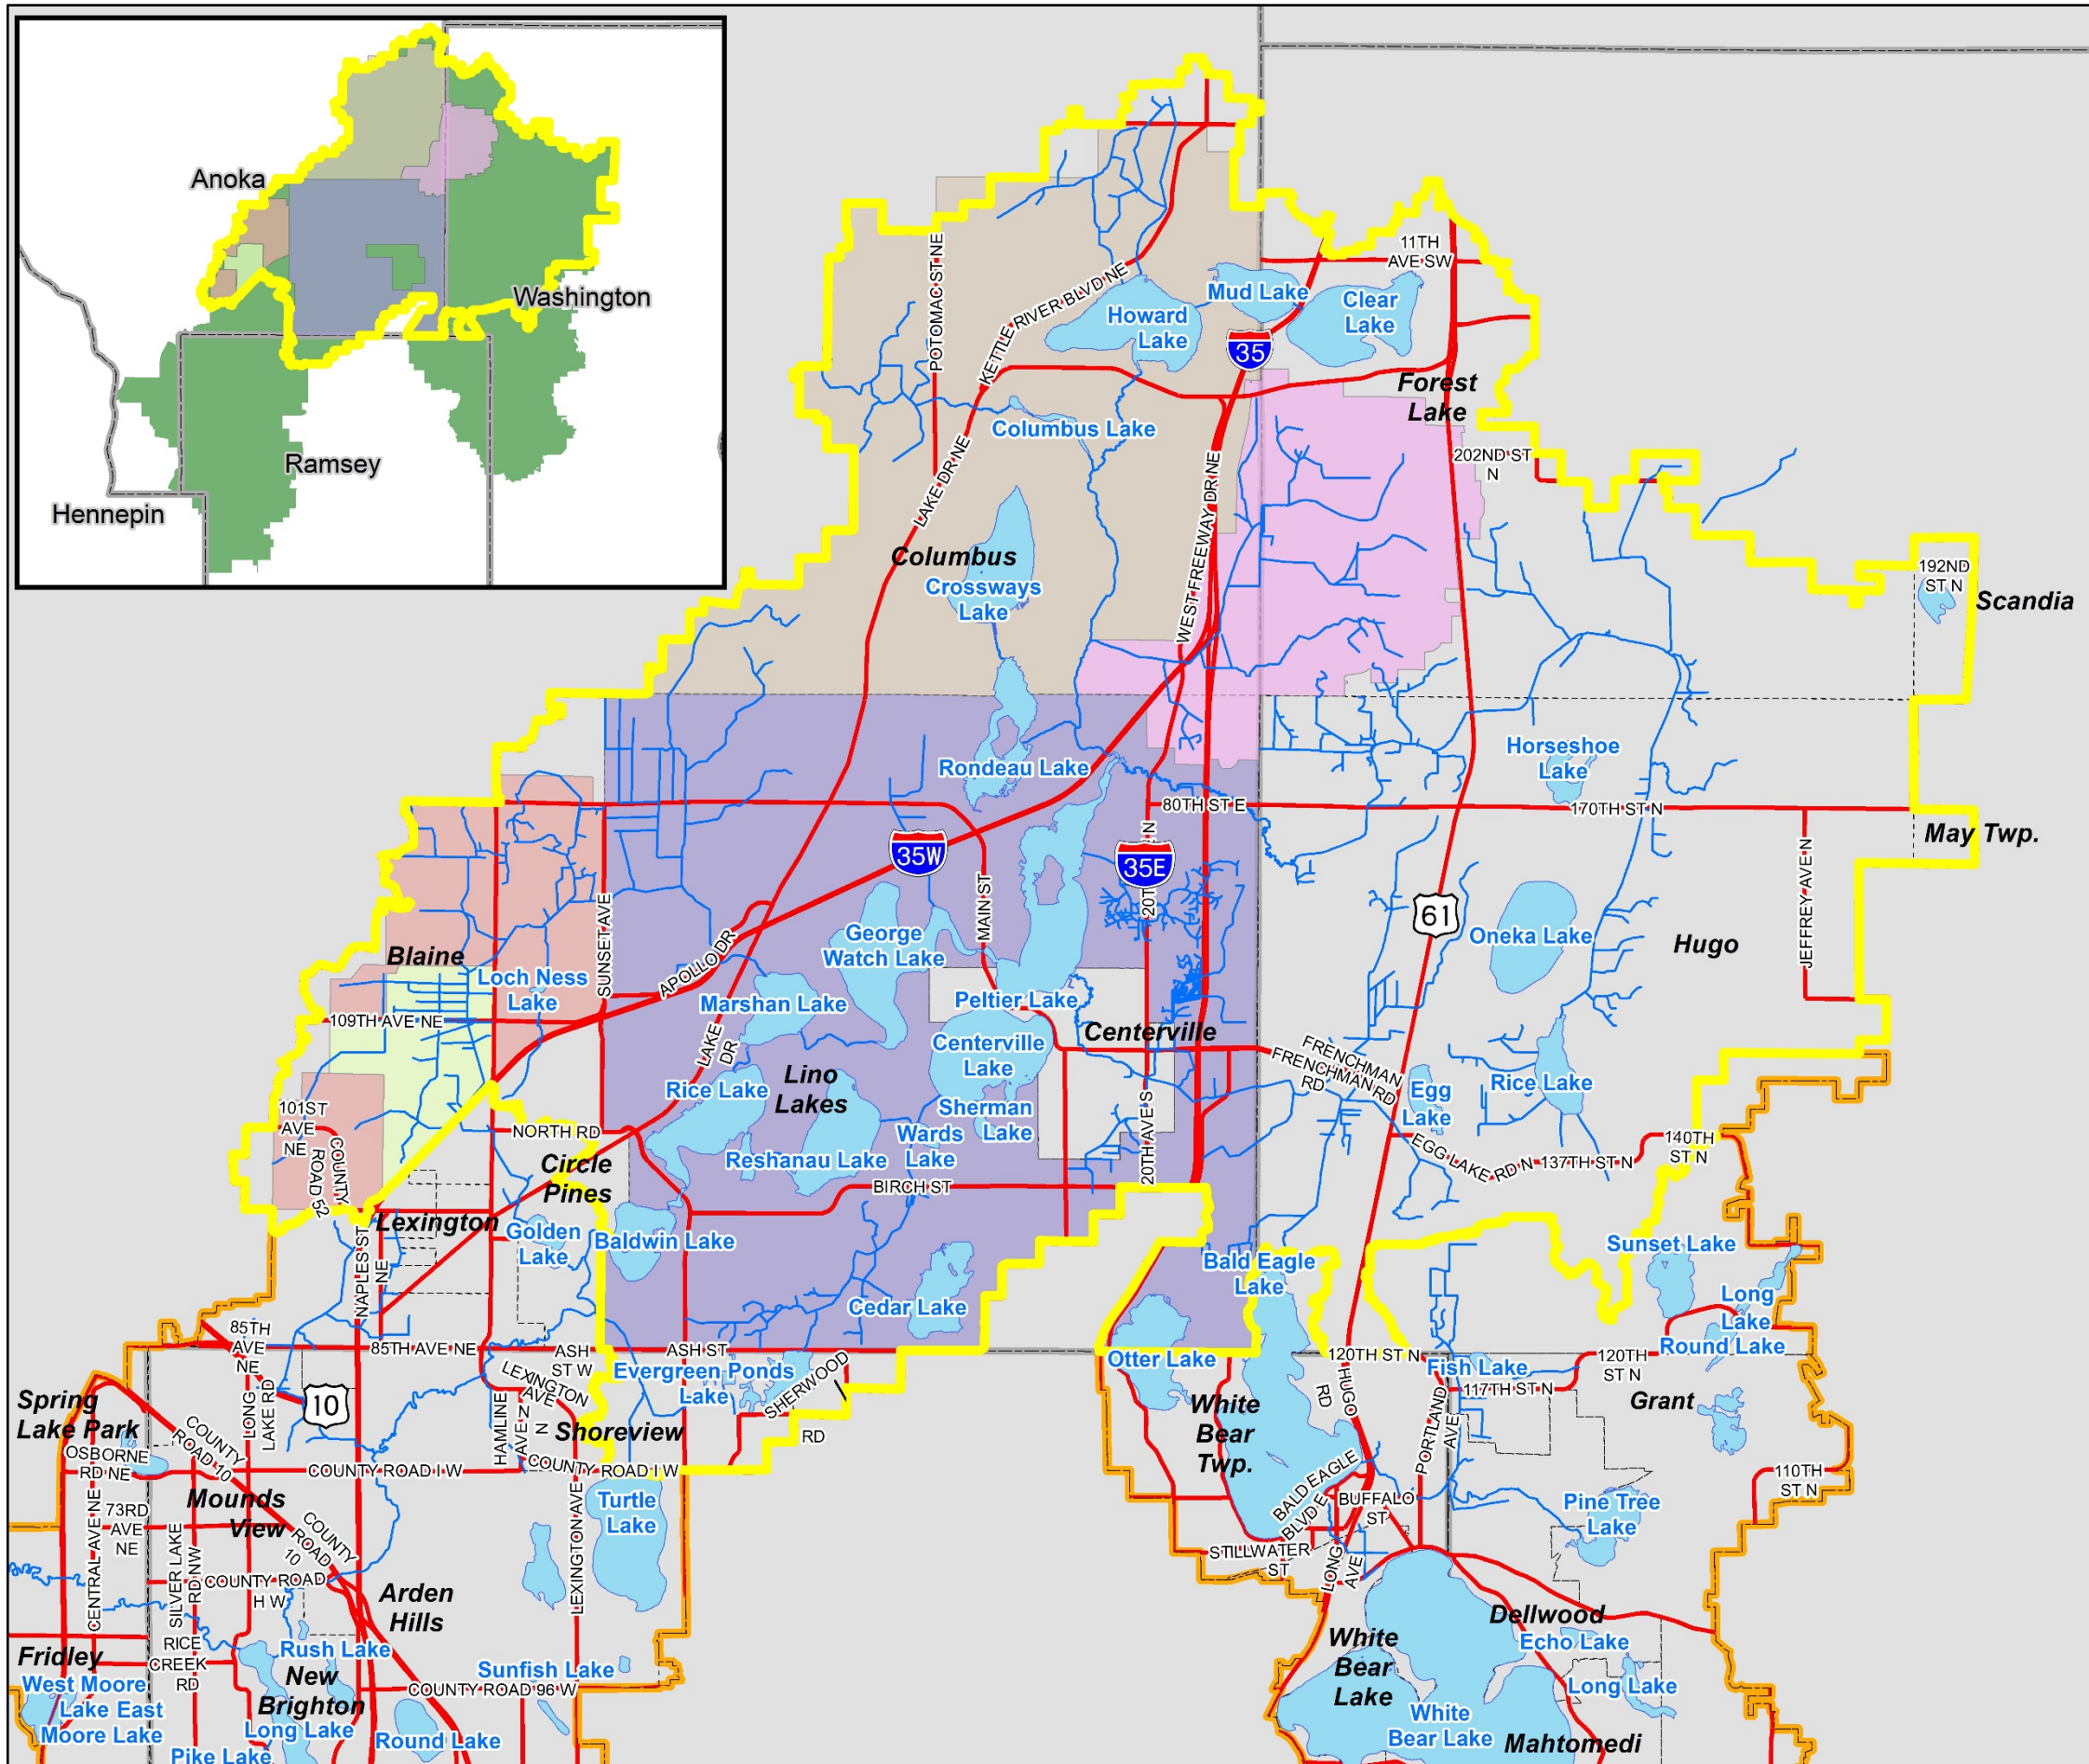 Anoka
Washington
Ramsey
Hennepin
11TH
AVE SW
Mud Lake
Clear
Lake
Howard
Lake
POTOMAC ST NE
KETTLE RIVER BLVD NE
35
Forest
Lake
Columbus Lake
202ND ST
N
LAKE DR NE
WEST FREEWAY DR NE
Columbus
Crossways
Lake
192ND
ST N
Scandia
Horseshoe
Lake
Rondeau Lake
80TH ST E
170TH ST N
May Twp.
35W
35E
N
20T
MAIN ST
JEFFREY AVE N
61
Oneka Lake
Hugo
George
Watch Lake
SUNSET AVE
APOLLO DR
Blaine
Loch Ness
Lake
Marshan Lake
Peltier Lake
109TH AVE NE
Centerville
Centerville
Lake
LAKE
DR
FRENCHMAN
FRENCHMAN RD
RD
Lino
Lakes
Rice Lake
Egg
Lake
Rice Lake
101ST
AVE
NE
COUNTY
ROAD 52
Sherman
Lake
Wards
Lake
NORTH RD
Circle
Pines
Reshanau Lake
BIRCH ST
20TH AVE S
EGG LAKE RD N
137TH ST N
140TH
ST N
Lexington
Golden
Lake
Baldwin Lake
Bald Eagle
Lake
Sunset Lake
NAPLES ST
NE
Cedar Lake
Long
Lake
Round Lake
85TH
AVE
NE
85TH AVE NE
ASH
ST W
ASH ST
Evergreen Ponds
Lake
SHERWOOD
RD
Otter Lake
120TH ST N
Fish Lake
117TH ST N
120TH
ST N
Grant
LONG
LAKE RD
10
LEXINGTON
AVE
N
HAMLINE
AVE N
Shoreview
White
Bear
Twp.
HUGO
RD
PORTLAND
AVE
Spring
Lake Park
COUNTY
ROAD 10
OSBORNE
RD NE
COUNTY ROAD I W
COUNTY ROAD I W
110TH
ST N
Mounds
View
73RD
AVE
NE
CENTRAL AVE NE
SILVER LAKE
RD NW
COUNTY
ROAD
10
Turtle
Lake
LEXINGTON AVE
BALD EAGLE
BLVD E
BUFFALO
ST
Pine Tree
Lake
STILLWATER
ST
LONG
AVE
COUNTY ROAD
H W
Arden
Hills
Dellwood
Echo Lake
RICE
CREEK
RD
Fridley
Rush Lake
New
Brighton
Sunfish Lake
COUNTY ROAD 96 W
White
Bear
Lake
Long Lake
West Moore
Lake East
Moore Lake
Long Lake
Round Lake
Pike Lake
White
Bear Lake
Mahtomedi